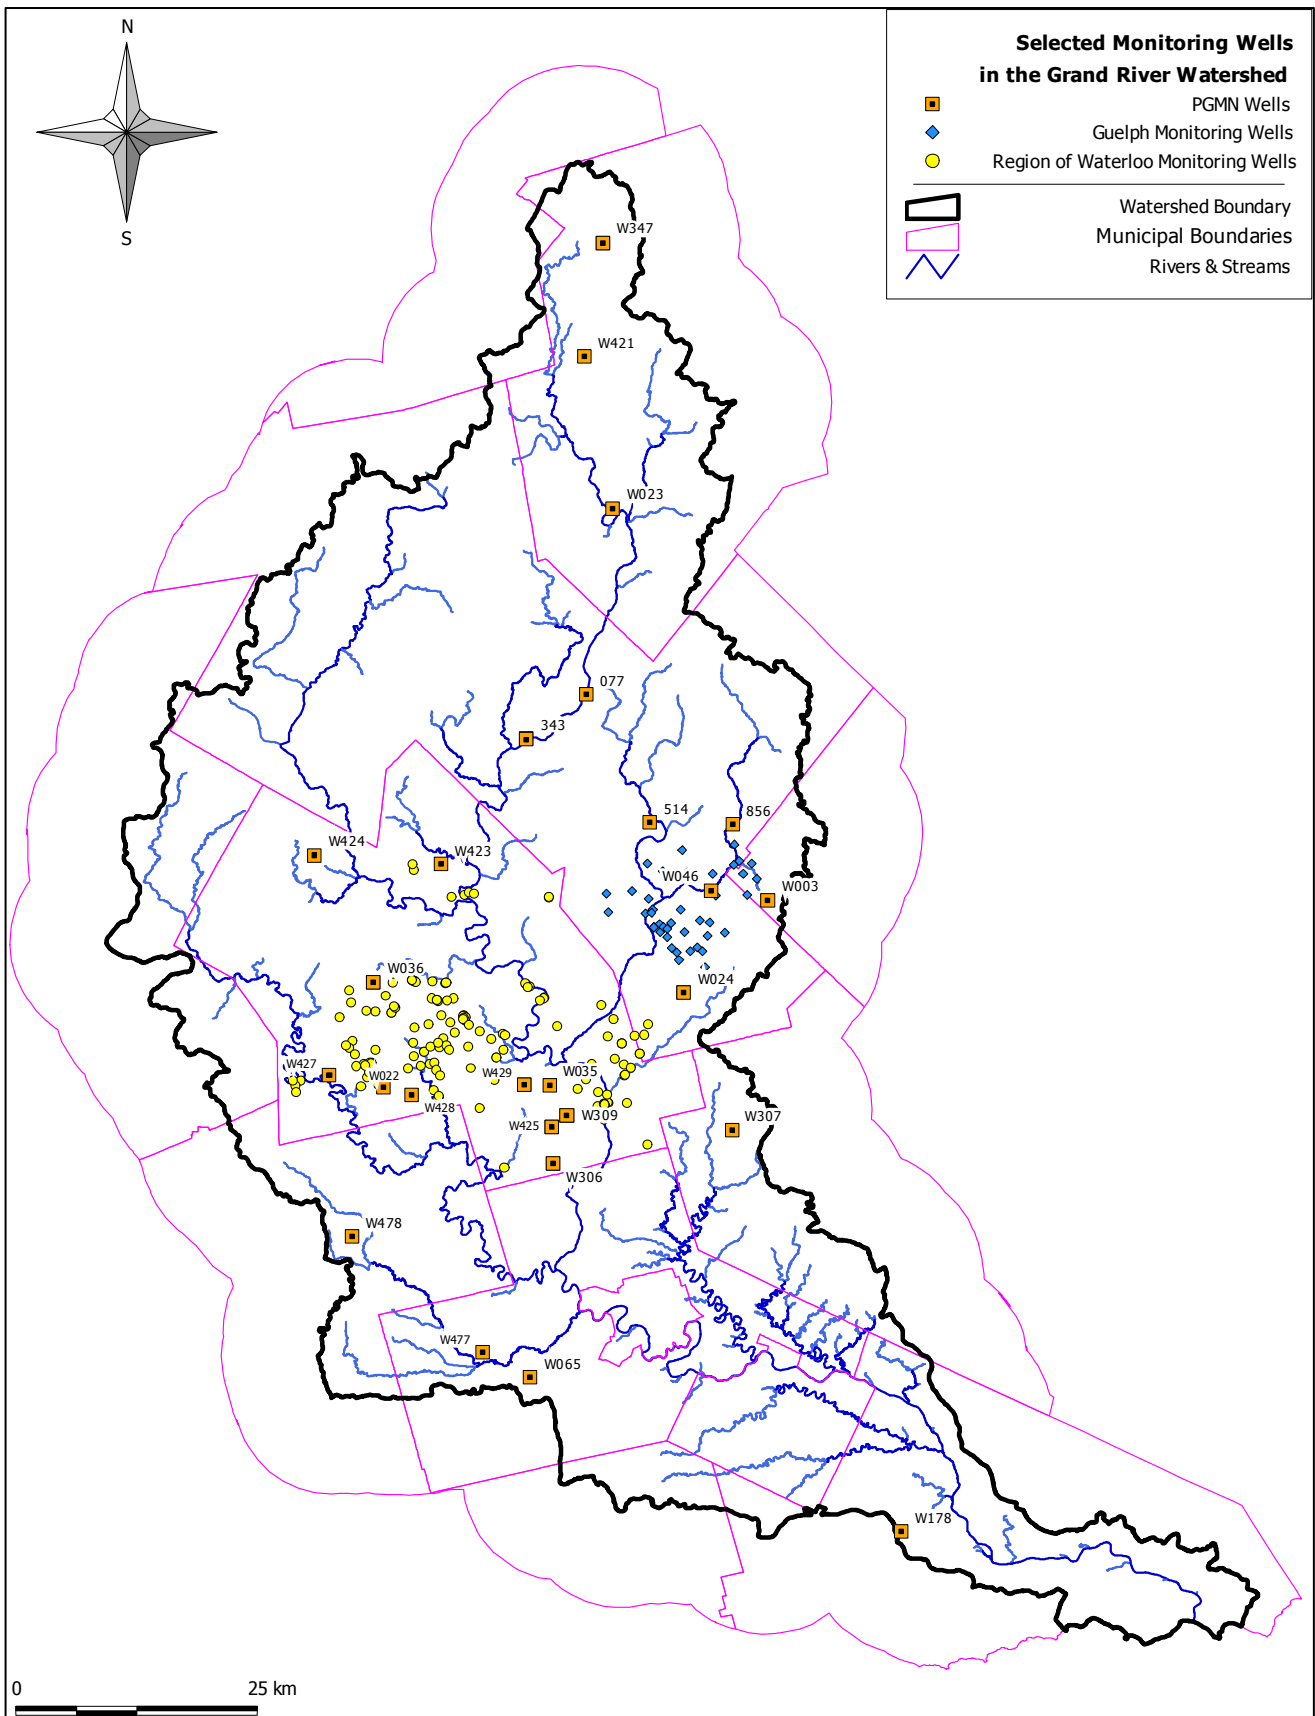 N
S
Selected Monitoring Wells
in the Grand River Watershed
PGMN Wells
Guelph Monitoring Wells
Region of Waterloo Monitoring Wells
Watershed Boundary
Municipal Boundaries
Rivers & Streams
W347
W421
W023
077
343
514
856
W424
W423
W046
W003
W036
W024
W427
W022
W429
W035
W428
W425
W309
W307
W306
W478
W477
W065
W178
0 25 km